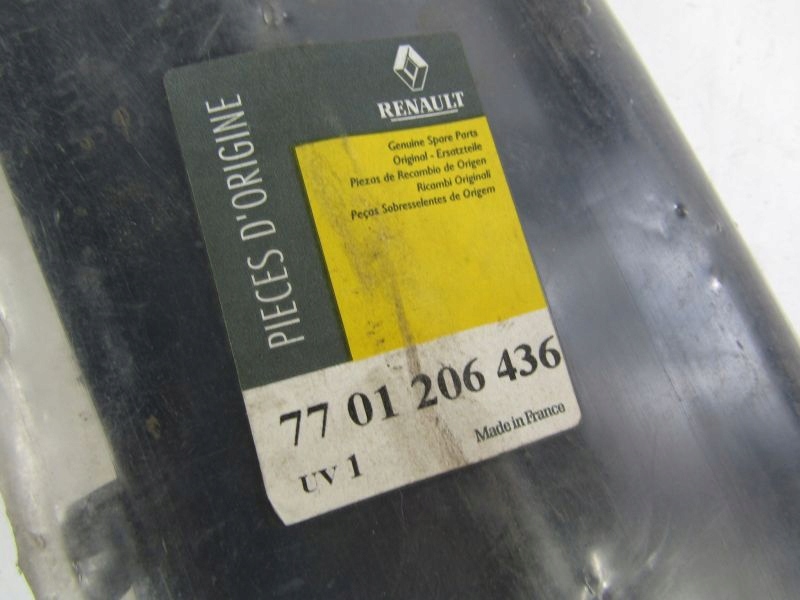 RENAULT
PIECES D'ORIGINE
Genuine Spare Parts
Original - Ersatzteile
Piezas de Recambio de Origen
Ricambi Originali
Peças Sobresselentes de Origem
77 01 206 436
UV 1
Made in France